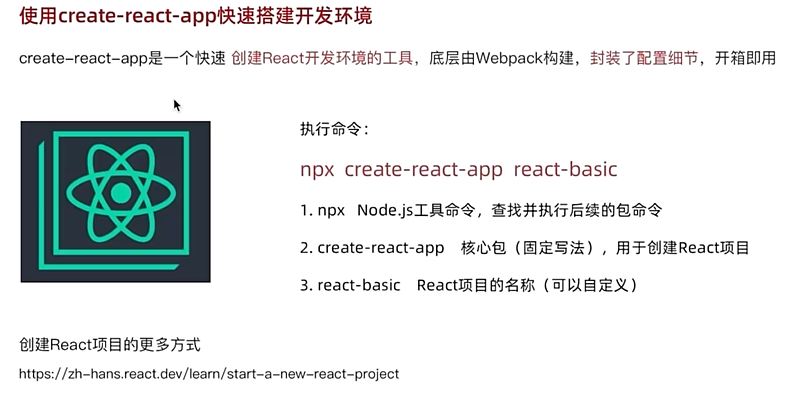 使用create-react-app快速搭建开发环境
create-react-app是一个快速 创建React开发环境的工具，底层由Webpack构建，封装了配置细节，开箱即用
执行命令：
npx create-react-app react-basic
1. npx Node.js工具命令，查找并执行后续的包命令
2. create-react-app 核心包（固定写法），用于创建React项目
3. react-basic React项目的名称（可以自定义）
创建React项目的更多方式
https://zh-hans.react.dev/learn/start-a-new-react-project